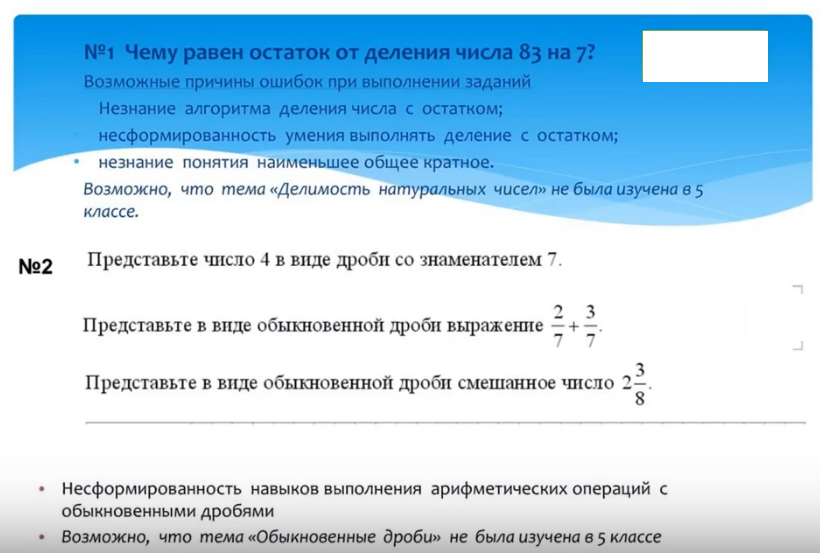 №1 Чему равен остаток от деления числа 83 на 7?
Возможные причины ошибок при выполнении заданий
Незнание алгоритма деления числа с остатком;
несформированность умения выполнять деление с остатком;
• незнание понятия наименьшее общее кратное.
Возможно, что тема «Делимость натуральных чисел» не была изучена в 5
классе.
№2 Представьте число 4 в виде дроби со знаменателем 7.
Представьте в виде обыкновенной дроби выражение 2/7 + 3/7.
Представьте в виде обыкновенной дроби смешанное число 2 3/8.
• Несформированность навыков выполнения арифметических операций с
обыкновенными дробями
• Возможно, что тема «Обыкновенные дроби» не была изучена в 5 классе